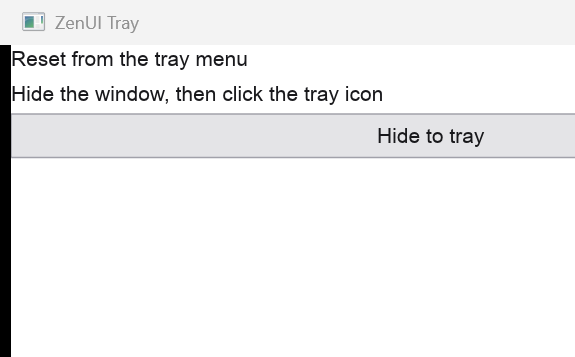 ZenUI Tray
Reset from the tray menu
Hide the window, then click the tray icon
Hide to tray